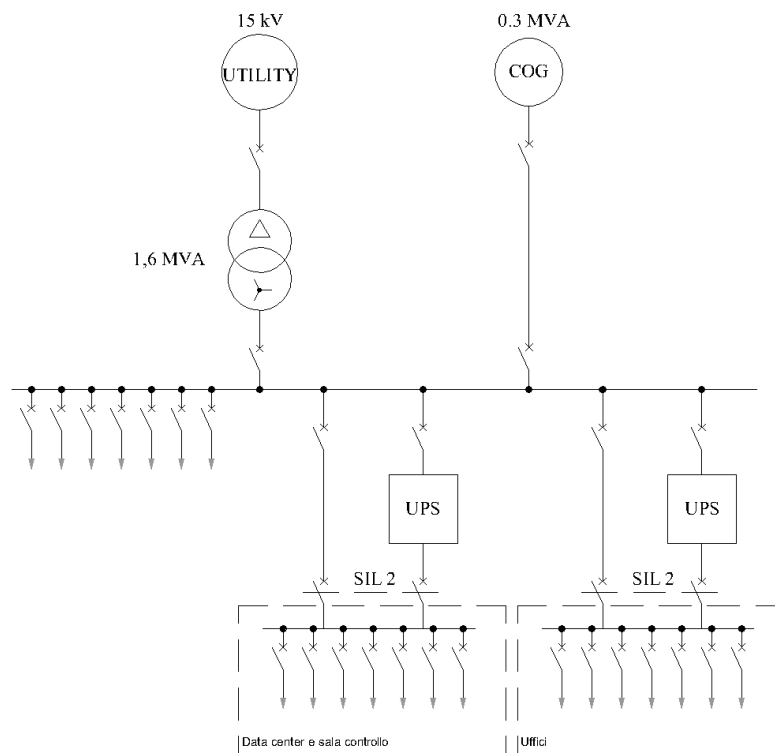 15 kV
0.3 MVA
UTILITY
COG
1,6 MVA
UPS
UPS
SIL 2
SIL 2
Data center e sala controllo
Uffici